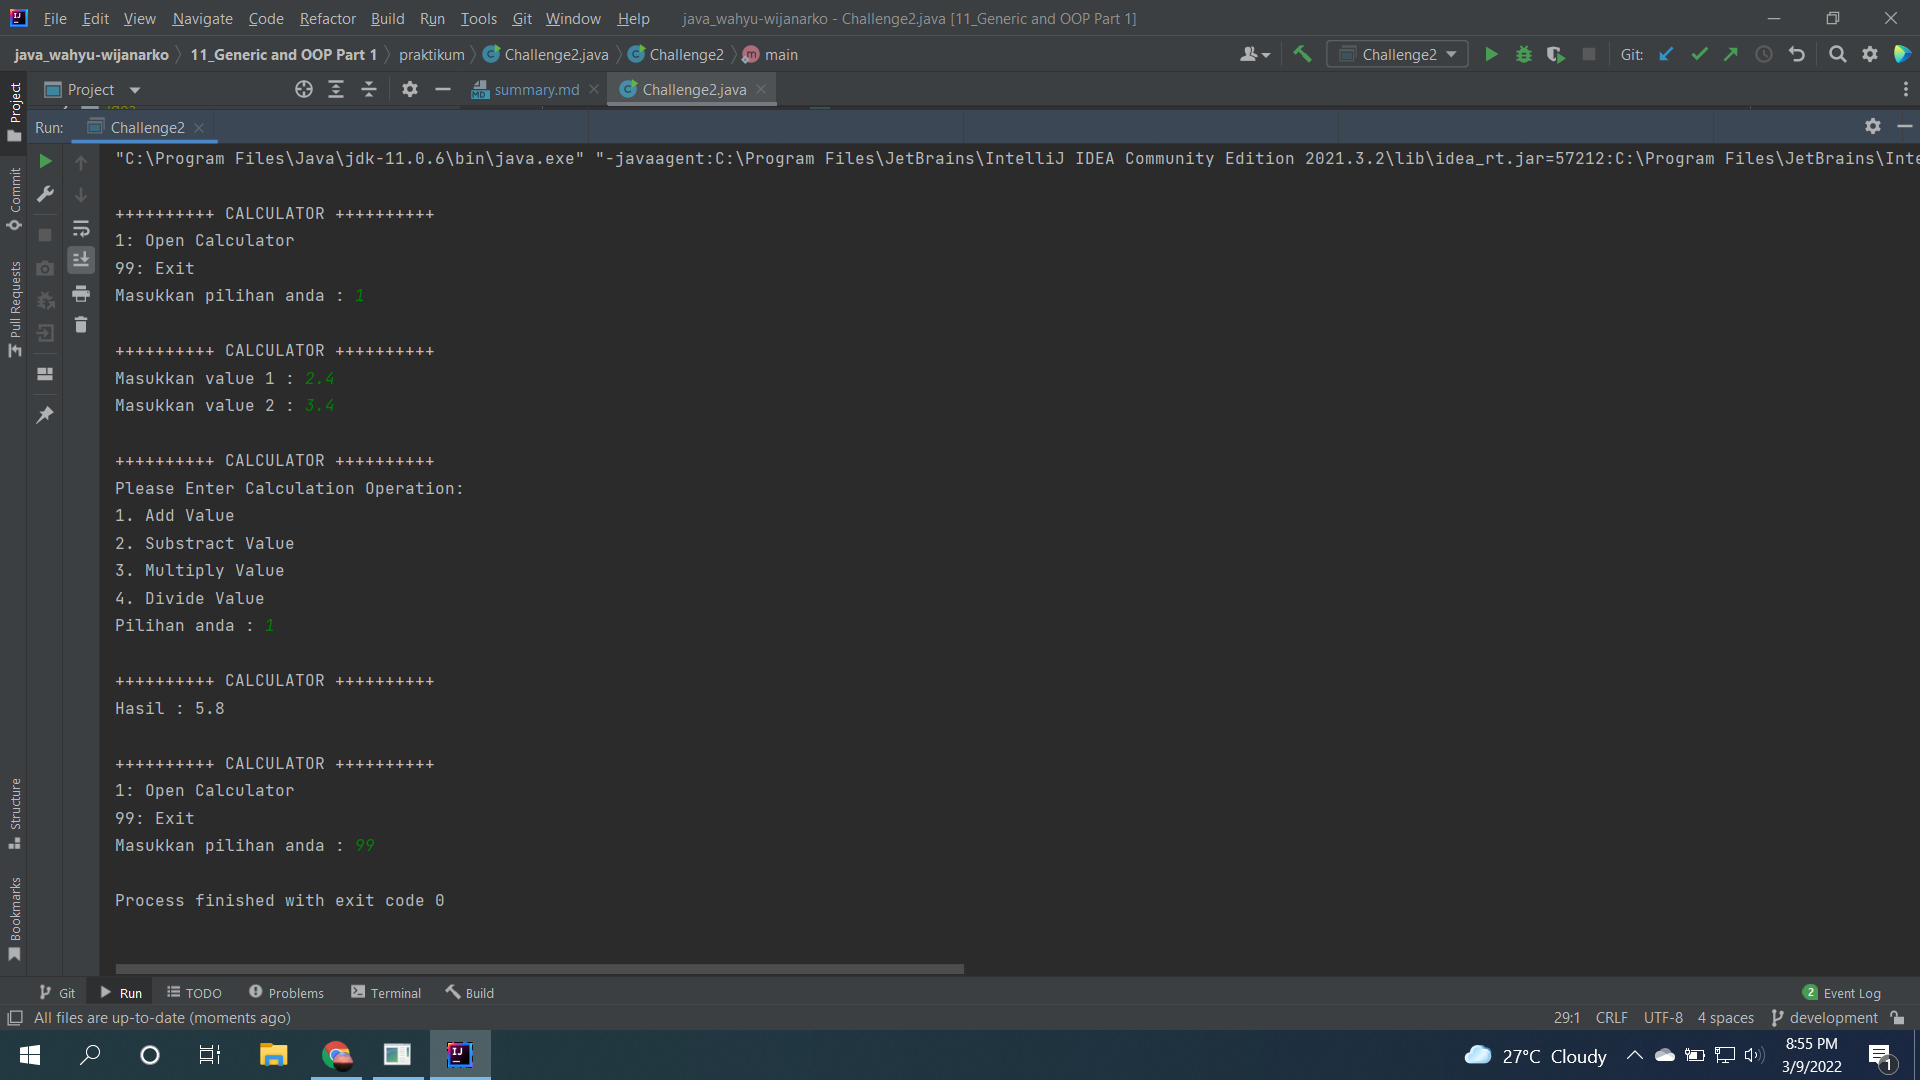 File Edit View Navigate Code Refactor Build Run Tools Git Window Help java_wahyu-wijanarko - Challenge2.java [11_Generic and OOP Part 1]
java_wahyu-wijanarko 11_Generic and OOP Part 1 praktikum Challenge2.java Challenge2 main Challenge2 Git:
Project summary.md Challenge2.java
Run: Challenge2
"C:\Program Files\Java\jdk-11.0.6\bin\java.exe" "-javaagent:C:\Program Files\JetBrains\IntelliJ IDEA Community Edition 2021.3.2\lib\idea_rt.jar=57212:C:\Program Files\JetBrains\Inte
++++++++++ CALCULATOR ++++++++++
1: Open Calculator
99: Exit
Masukkan pilihan anda : 1
++++++++++ CALCULATOR ++++++++++
Masukkan value 1 : 2.4
Masukkan value 2 : 3.4
++++++++++ CALCULATOR ++++++++++
Please Enter Calculation Operation:
1. Add Value
2. Substract Value
3. Multiply Value
4. Divide Value
Pilihan anda : 1
++++++++++ CALCULATOR ++++++++++
Hasil : 5.8
++++++++++ CALCULATOR ++++++++++
1: Open Calculator
99: Exit
Masukkan pilihan anda : 99
Process finished with exit code 0
Project
Commit
Pull Requests
Structure
Bookmarks
Git Run TODO Problems Terminal Build 2 Event Log
All files are up-to-date (moments ago) 29:1 CRLF UTF-8 4 spaces development
27°C Cloudy
8:55 PM
3/9/2022
1